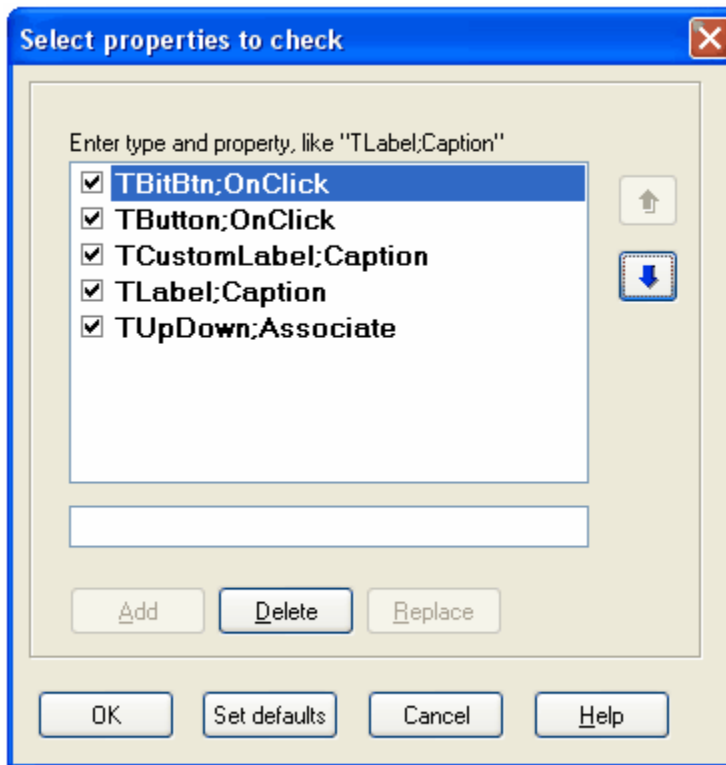 Select properties to check
Enter type and property, like "TLabel;Caption"
TBitBtn;OnClick
TButton;OnClick
TCustomLabel;Caption
TLabel;Caption
TUpDown;Associate
Add Delete Replace
OK Set defaults Cancel Help